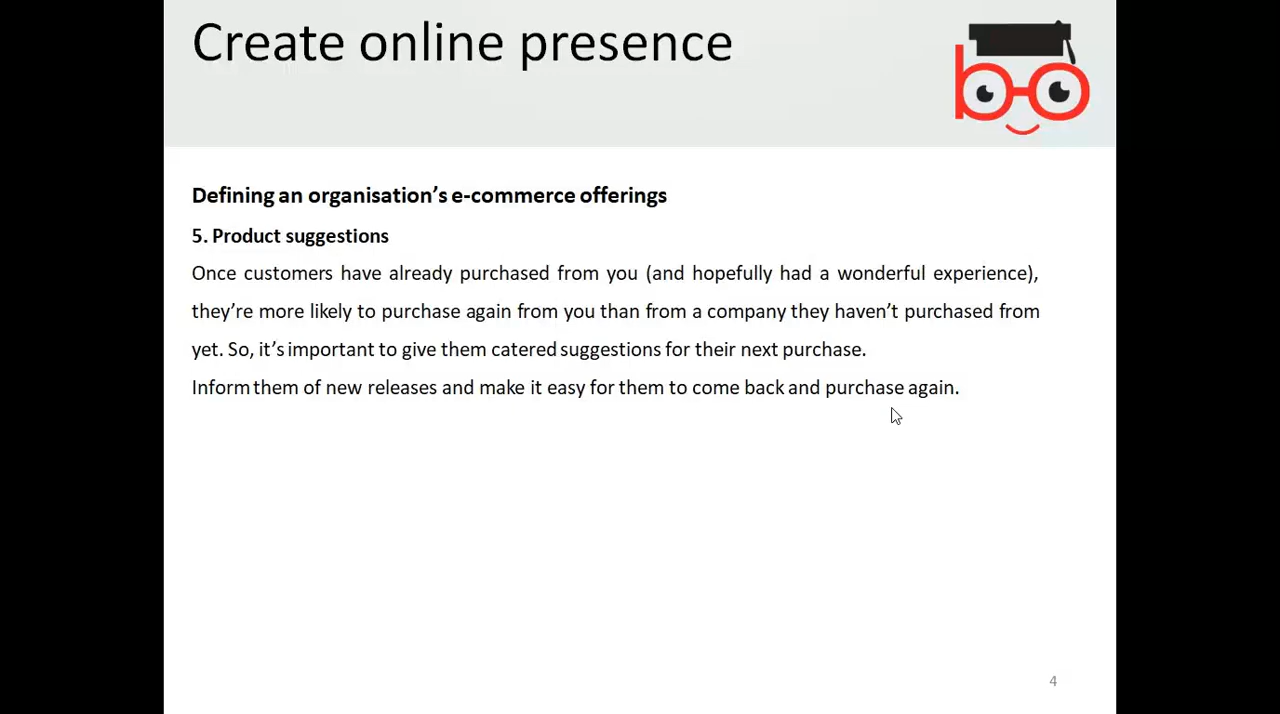 Create online presence
Defining an organisation’s e-commerce offerings
5. Product suggestions
Once customers have already purchased from you (and hopefully had a wonderful experience),
they’re more likely to purchase again from you than from a company they haven’t purchased from
yet. So, it’s important to give them catered suggestions for their next purchase.
Inform them of new releases and make it easy for them to come back and purchase again.
4